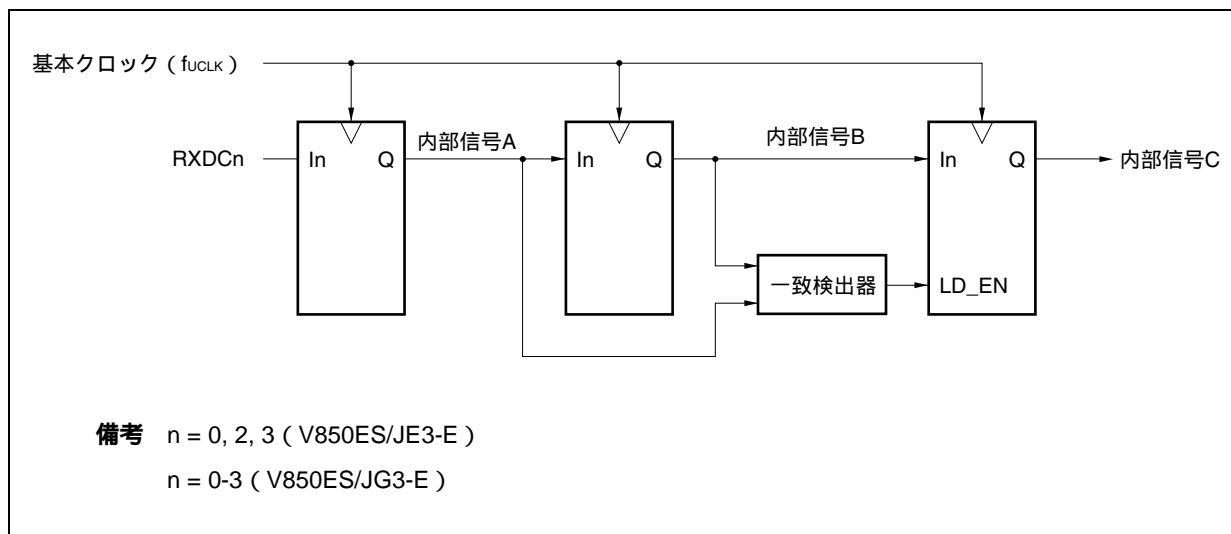 基本クロック（fUCLK）
RXDCn
In
Q
内部信号A
In
Q
内部信号B
In
Q
内部信号C
一致検出器
LD_EN
備考 n = 0, 2, 3（V850ES/JE3-E）
n = 0-3（V850ES/JG3-E）